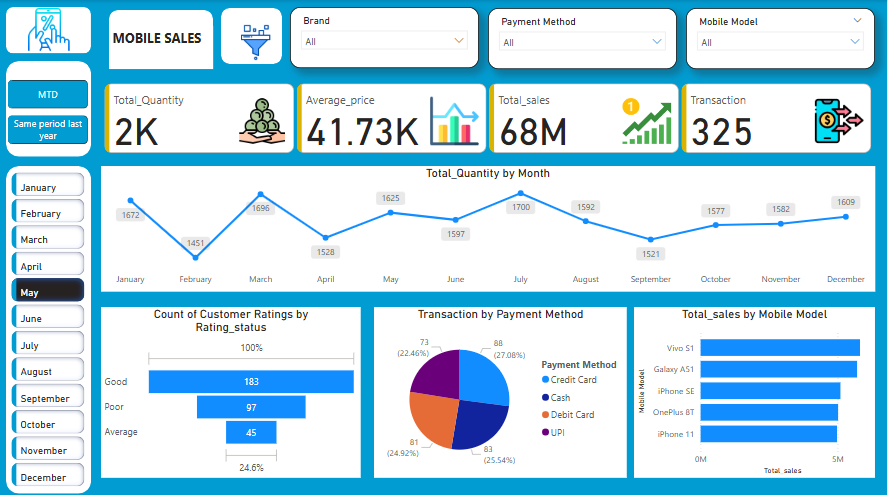 %
MOBILE SALES
Brand
All
Payment Method
All
Mobile Model
All
MTD
Same period last
year
Total_Quantity
2K
Average_price
41.73K
Total_sales
68M
1
Transaction
325
$
January
February
March
April
May
June
July
August
September
October
November
December
Total_Quantity by Month
1672
1451
1696
1528
1625
1597
1700
1592
1521
1577
1582
1609
January
February
March
April
May
June
July
August
September
October
November
December
Count of Customer Ratings by
Rating_status
100%
Good
183
Poor
97
Average
45
24.6%
Transaction by Payment Method
73
(22.46%)
88
(27.08%)
81
(24.92%)
83
(25.54%)
Payment Method
Credit Card
Cash
Debit Card
UPI
Total_sales by Mobile Model
Mobile Model
Vivo S1
Galaxy A51
iPhone SE
OnePlus 8T
iPhone 11
0M
5M
Total_sales